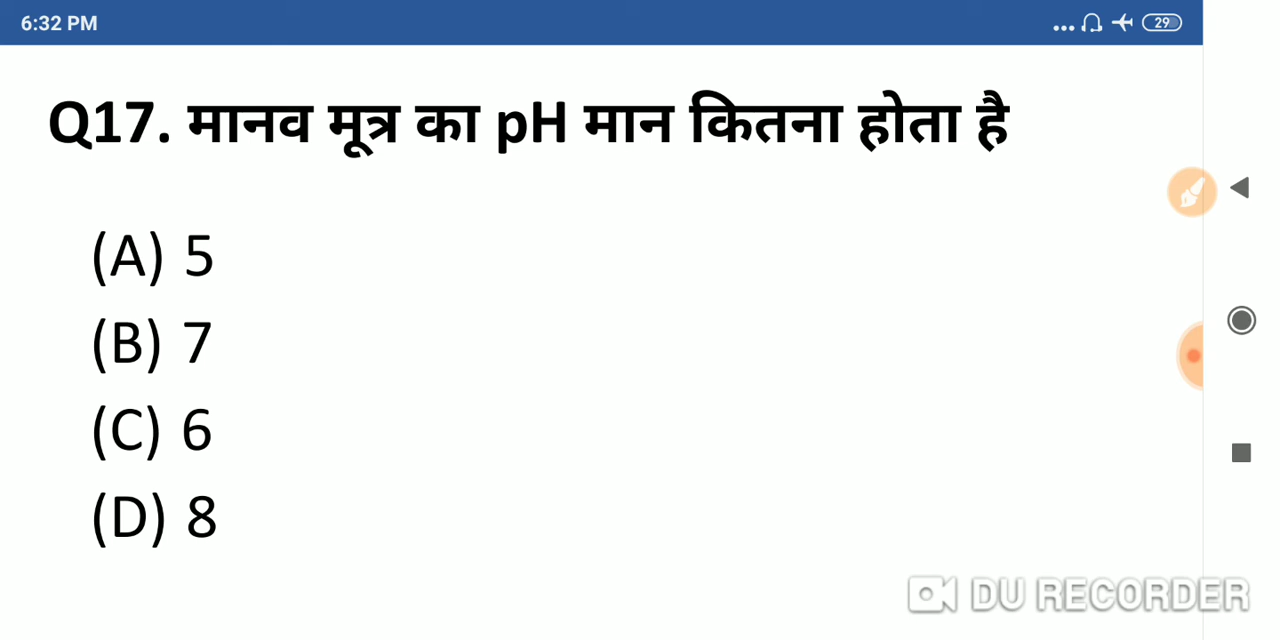 6:32 PM
... 29
Q17. मानव मूत्र का pH मान कितना होता है
(A) 5
(B) 7
(C) 6
(D) 8
DU RECORDER